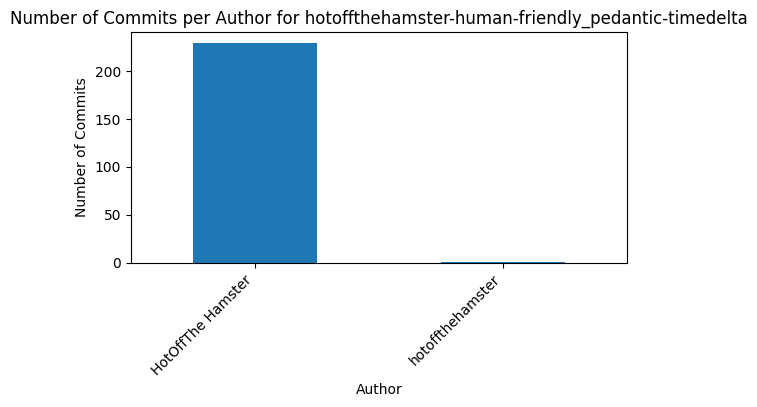 Number of Commits per Author for hotoffthehamster-human-friendly_pedantic-timedelta
Number of Commits
200
150
100
50
0
HotOffThe Hamster
hotoffthehamster
Author